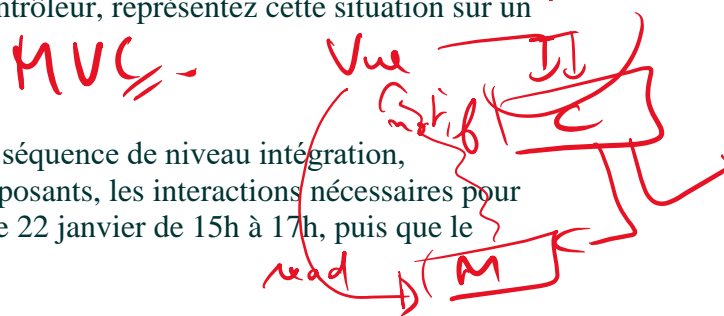 ntrôleur, représentez cette situation sur un
MVC
Vue
C
notif
séquence de niveau intégration,
posants, les interactions nécessaires pour
e 22 janvier de 15h à 17h, puis que le
read
M